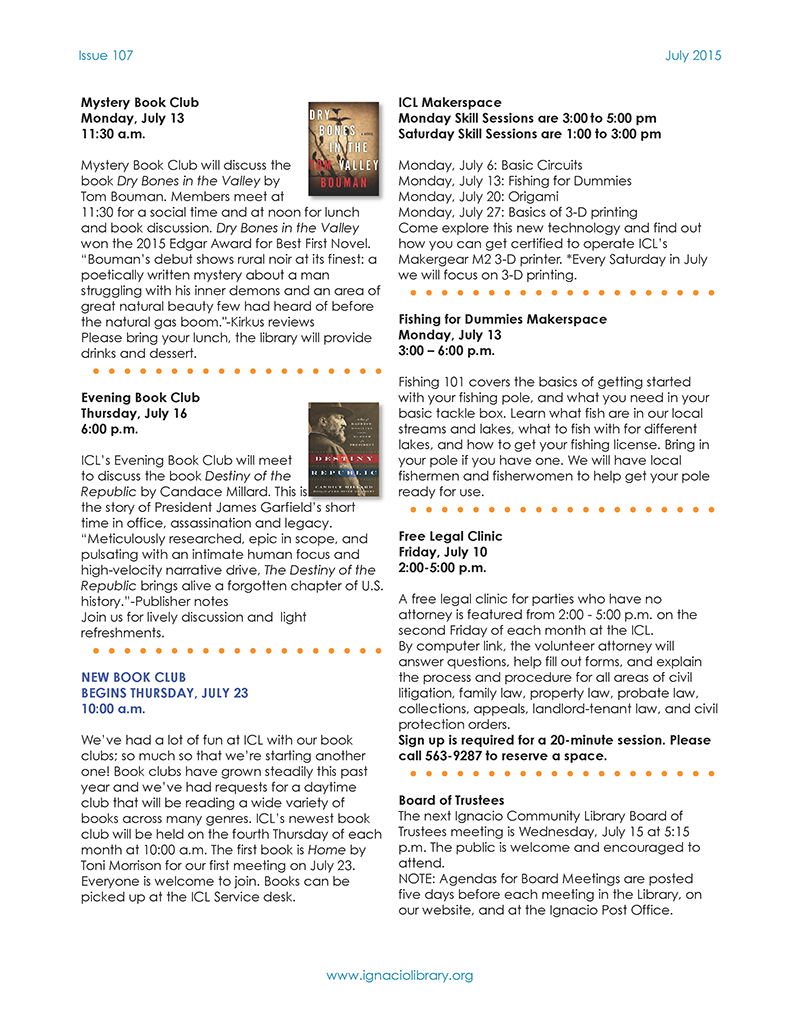 Issue 107
July 2015
Mystery Book Club
Monday, July 13
11:30 a.m.
DRY
BONES
IN THE
TOM VALLEY
BOUMAN
Mystery Book Club will discuss the
book Dry Bones in the Valley by
Tom Bouman. Members meet at
11:30 for a social time and at noon for lunch
and book discussion. Dry Bones in the Valley
won the 2015 Edgar Award for Best First Novel.
“Bouman’s debut shows rural noir at its finest: a
poetically written mystery about a man
struggling with his inner demons and an area of
great natural beauty few had heard of before
the natural gas boom."-Kirkus reviews
Please bring your lunch, the library will provide
drinks and dessert.
Evening Book Club
Thursday, July 16
6:00 p.m.
DESTINY
REPUBLIC
CANDICE MILLARD
ICL’s Evening Book Club will meet
to discuss the book Destiny of the
Republic by Candace Millard. This is
the story of President James Garfield’s short
time in office, assassination and legacy.
“Meticulously researched, epic in scope, and
pulsating with an intimate human focus and
high-velocity narrative drive, The Destiny of the
Republic brings alive a forgotten chapter of U.S.
history.”-Publisher notes
Join us for lively discussion and  light
refreshments.
NEW BOOK CLUB
BEGINS THURSDAY, JULY 23
10:00 a.m.
We’ve had a lot of fun at ICL with our book
clubs; so much so that we’re starting another
one! Book clubs have grown steadily this past
year and we’ve had requests for a daytime
club that will be reading a wide variety of
books across many genres. ICL’s newest book
club will be held on the fourth Thursday of each
month at 10:00 a.m. The first book is Home by
Toni Morrison for our first meeting on July 23.
Everyone is welcome to join. Books can be
picked up at the ICL Service desk.
ICL Makerspace
Monday Skill Sessions are 3:00 to 5:00 pm
Saturday Skill Sessions are 1:00 to 3:00 pm
Monday, July 6: Basic Circuits
Monday, July 13: Fishing for Dummies
Monday, July 20: Origami
Monday, July 27: Basics of 3-D printing
Come explore this new technology and find out
how you can get certified to operate ICL’s
Makergear M2 3-D printer. *Every Saturday in July
we will focus on 3-D printing.
Fishing for Dummies Makerspace
Monday, July 13
3:00 – 6:00 p.m.
Fishing 101 covers the basics of getting started
with your fishing pole, and what you need in your
basic tackle box. Learn what fish are in our local
streams and lakes, what to fish with for different
lakes, and how to get your fishing license. Bring in
your pole if you have one. We will have local
fishermen and fisherwomen to help get your pole
ready for use.
Free Legal Clinic
Friday, July 10
2:00-5:00 p.m.
A free legal clinic for parties who have no
attorney is featured from 2:00 - 5:00 p.m. on the
second Friday of each month at the ICL.
By computer link, the volunteer attorney will
answer questions, help fill out forms, and explain
the process and procedure for all areas of civil
litigation, family law, property law, probate law,
collections, appeals, landlord-tenant law, and civil
protection orders.
Sign up is required for a 20-minute session. Please
call 563-9287 to reserve a space.
Board of Trustees
The next Ignacio Community Library Board of
Trustees meeting is Wednesday, July 15 at 5:15
p.m. The public is welcome and encouraged to
attend.
NOTE: Agendas for Board Meetings are posted
five days before each meeting in the Library, on
our website, and at the Ignacio Post Office.
www.ignaciolibrary.org